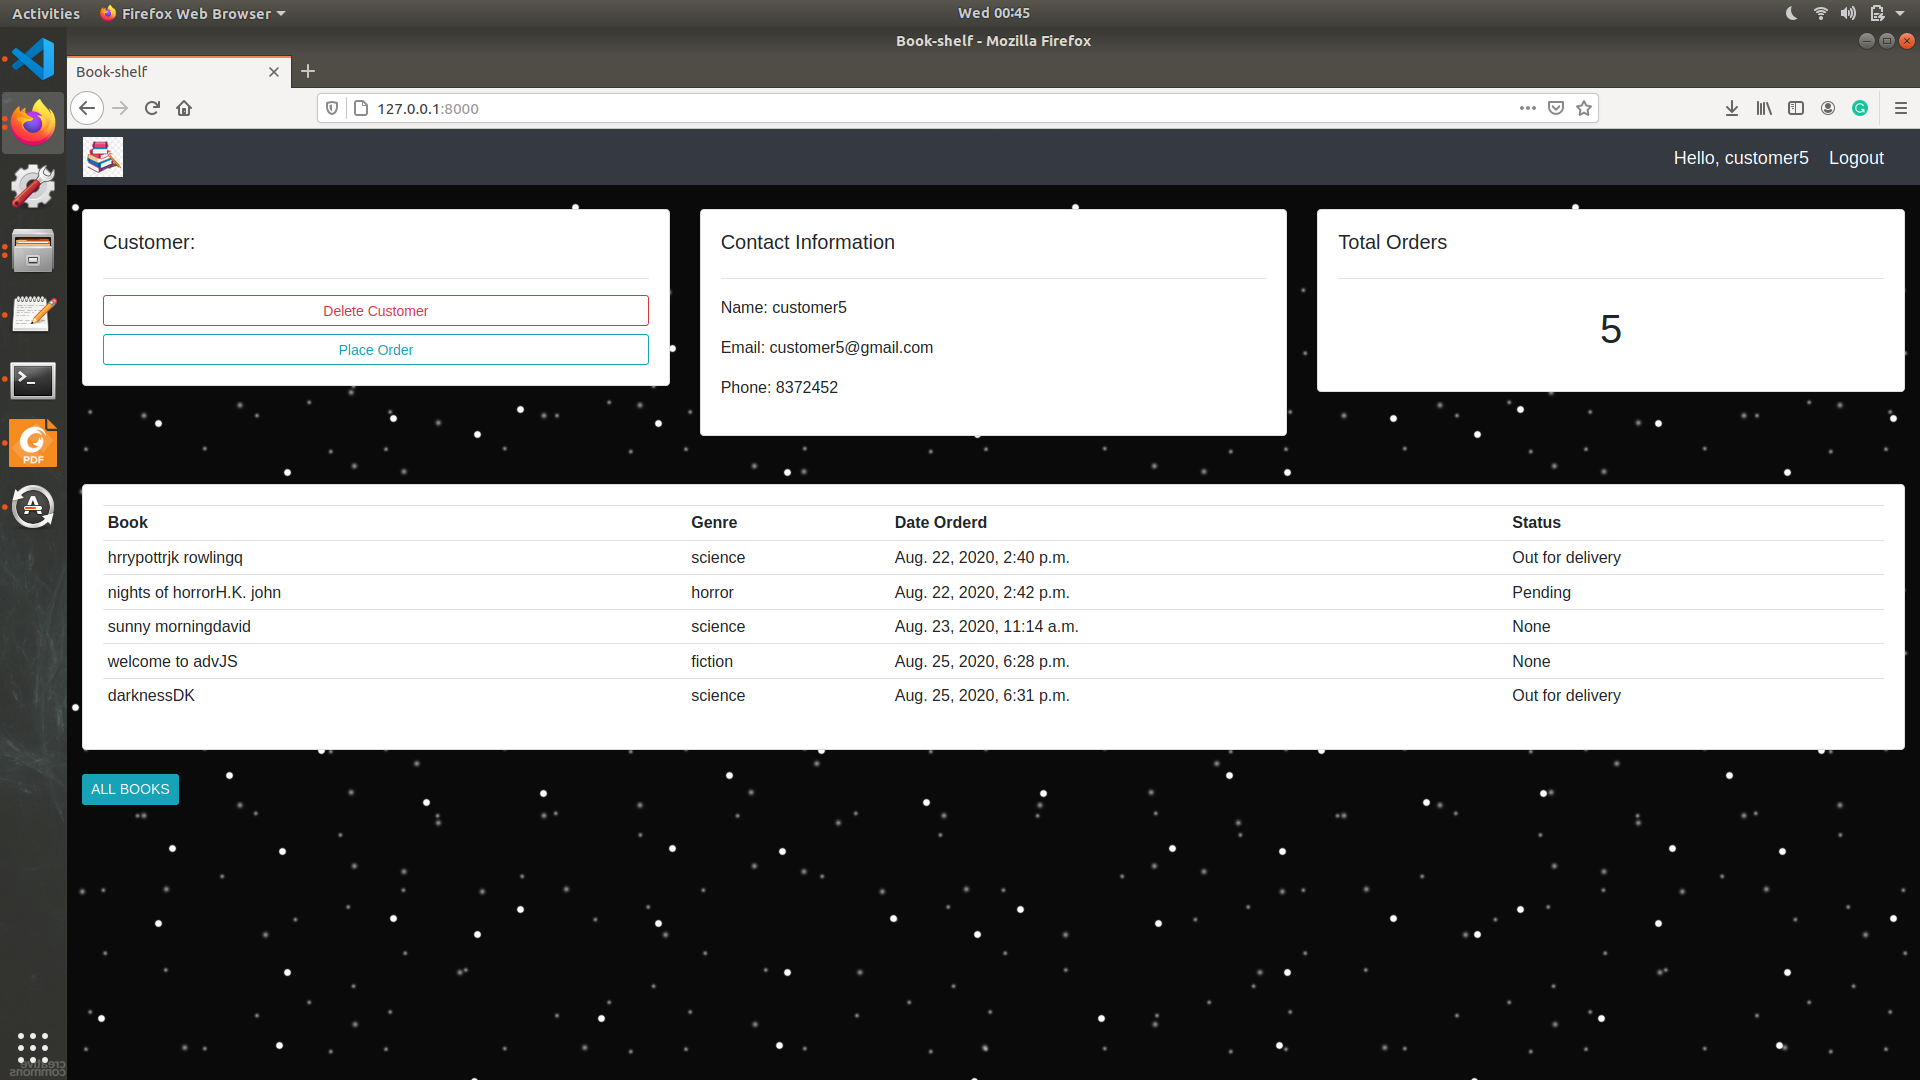 Activities Firefox Web Browser Wed 00:45
Book-shelf - Mozilla Firefox
Book-shelf
127.0.0.1:8000
Hello, customer5 Logout
Customer:
Delete Customer
Place Order
Contact Information
Name: customer5
Email: customer5@gmail.com
Phone: 8372452
Total Orders
5
Book Genre Date Orderd Status
hrrypottrjk rowlingq science Aug. 22, 2020, 2:40 p.m. Out for delivery
nights of horrorH.K. john horror Aug. 22, 2020, 2:42 p.m. Pending
sunny morningdavid science Aug. 23, 2020, 11:14 a.m. None
welcome to advJS fiction Aug. 25, 2020, 6:28 p.m. None
darknessDK science Aug. 25, 2020, 6:31 p.m. Out for delivery
ALL BOOKS
PDF
A
creative
commons